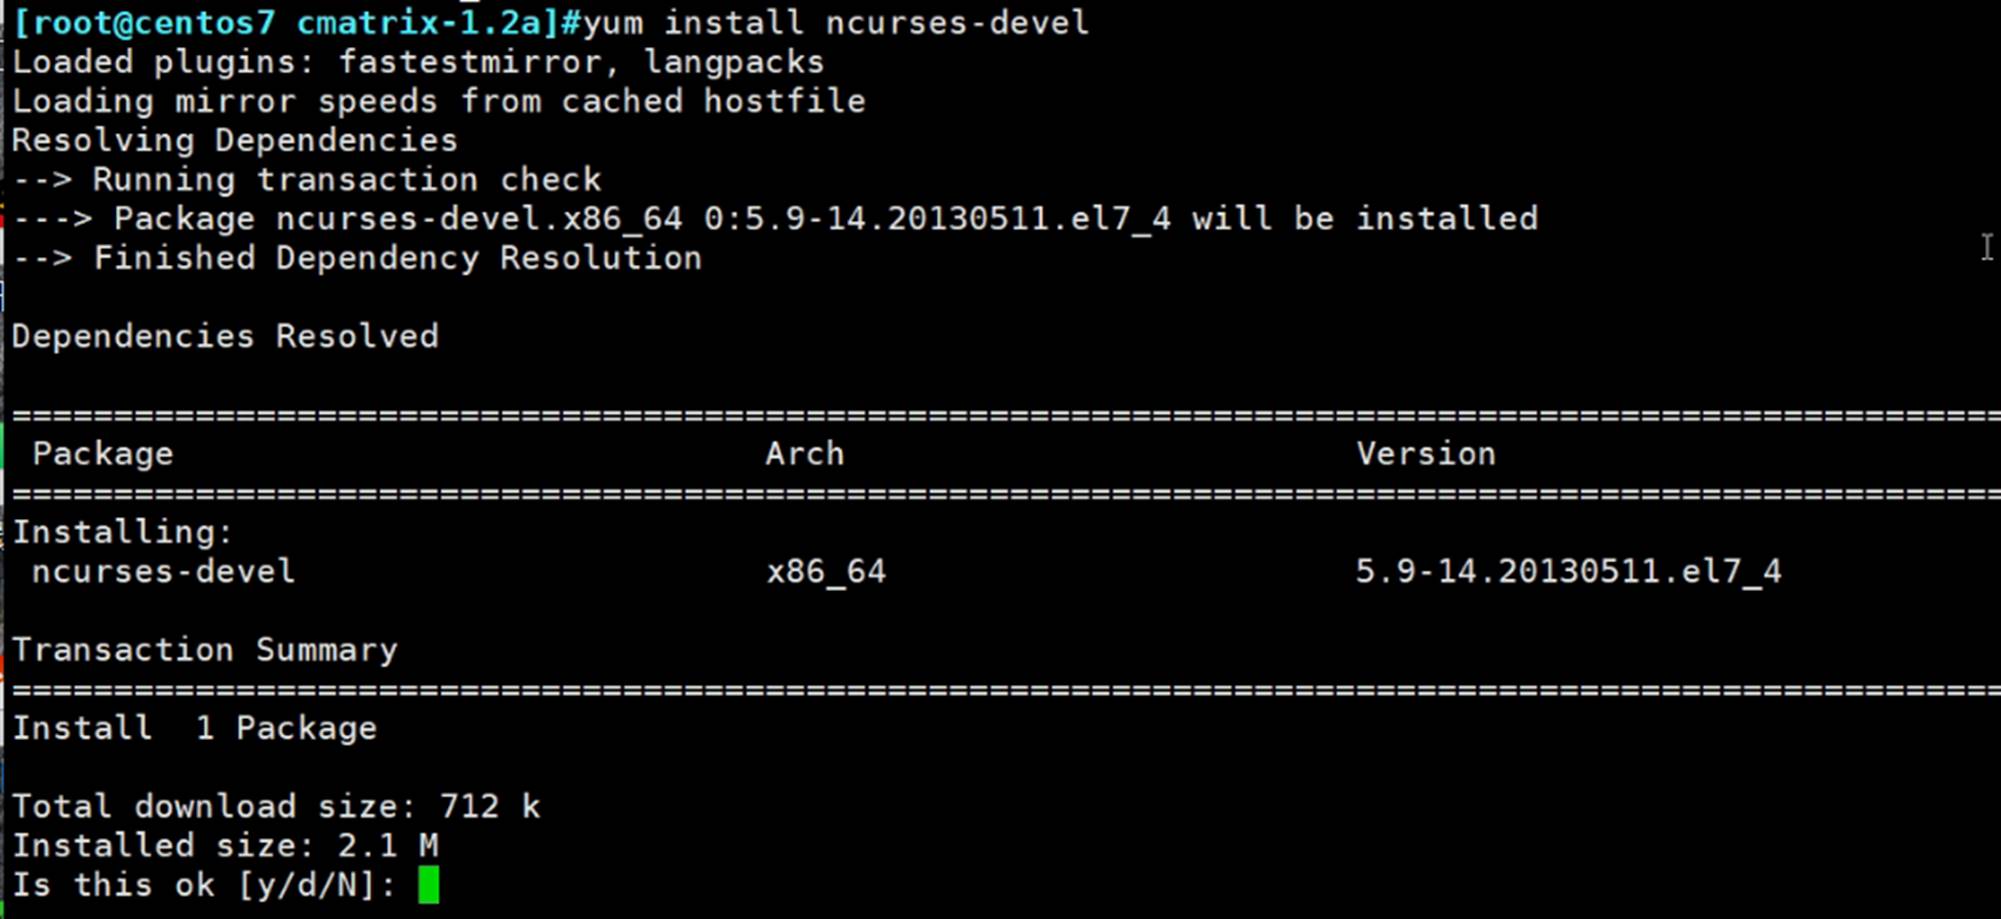 [root@centos7 cmatrix-1.2a]#yum install ncurses-devel
Loaded plugins: fastestmirror, langpacks
Loading mirror speeds from cached hostfile
Resolving Dependencies
--> Running transaction check
---> Package ncurses-devel.x86_64 0:5.9-14.20130511.el7_4 will be installed
--> Finished Dependency Resolution
Dependencies Resolved
====================================================================================================
Package Arch Version
====================================================================================================
Installing:
ncurses-devel x86_64 5.9-14.20130511.el7_4
Transaction Summary
====================================================================================================
Install  1 Package
Total download size: 712 k
Installed size: 2.1 M
Is this ok [y/d/N]: